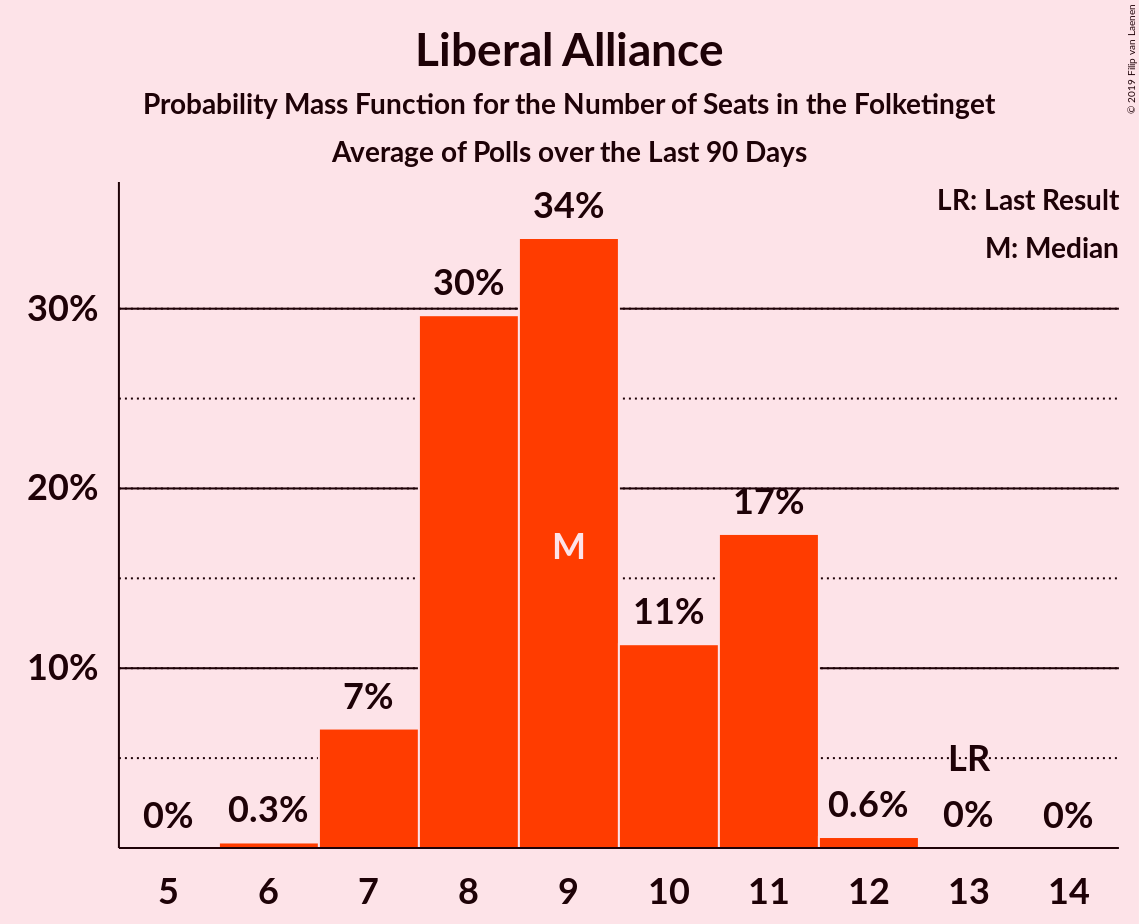 Liberal Alliance
Probability Mass Function for the Number of Seats in the Folketinget
Average of Polls over the Last 90 Days
© 2019 Filip van Laenen
LR: Last Result
M: Median
34%
30%
30%
20%
17%
M
11%
10%
7%
LR
0%
0.3%
0.6%
0%
0%
5 6 7 8 9 10 11 12 13 14